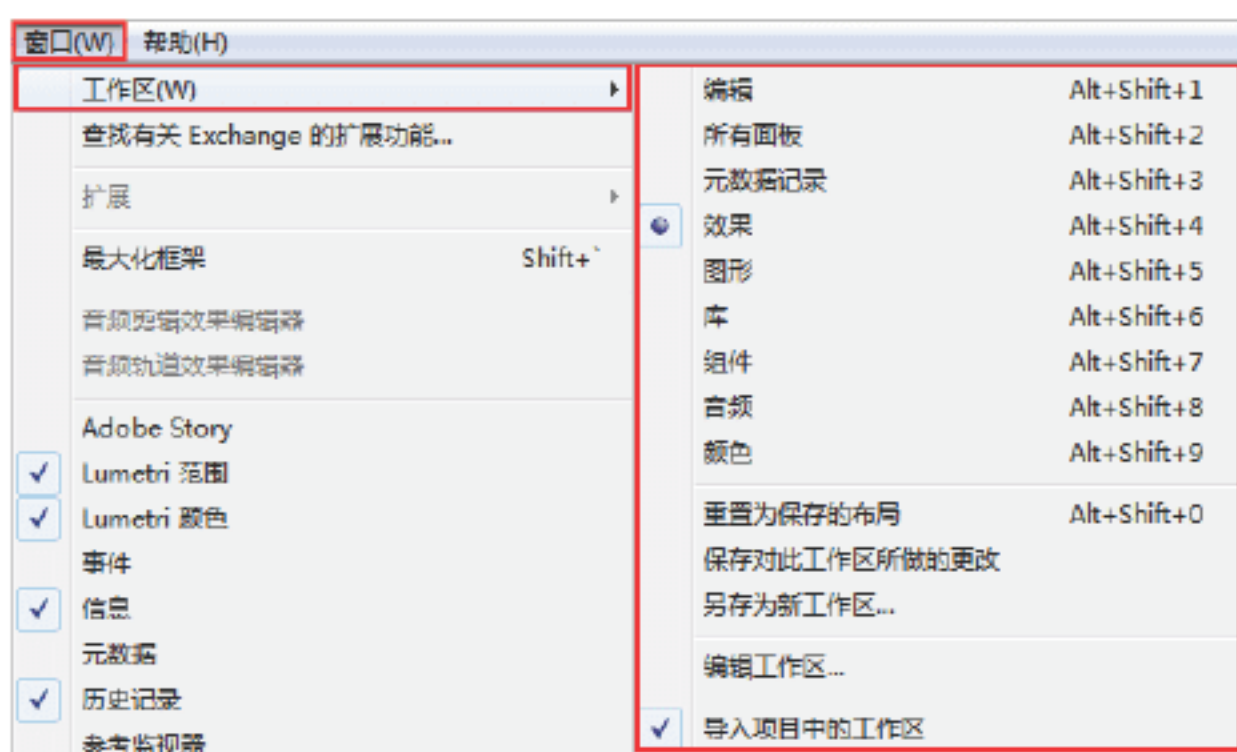 窗口(W) 帮助(H)
工作区(W)
查找有关 Exchange 的扩展功能...
扩展
最大化框架 Shift+`
音频剪辑效果编辑器
音频轨道效果编辑器
Adobe Story
Lumetri 范围
Lumetri 颜色
事件
信息
元数据
历史记录
参考监视器
编辑 Alt+Shift+1
所有面板 Alt+Shift+2
元数据记录 Alt+Shift+3
效果 Alt+Shift+4
图形 Alt+Shift+5
库 Alt+Shift+6
组件 Alt+Shift+7
音频 Alt+Shift+8
颜色 Alt+Shift+9
重置为保存的布局 Alt+Shift+0
保存对此工作区所做的更改
另存为新工作区...
编辑工作区...
导入项目中的工作区